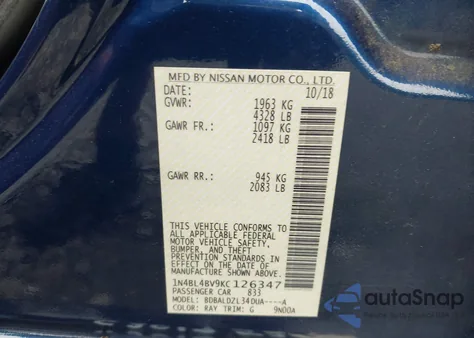 MFD BY NISSAN MOTOR CO., LTD.
DATE: 10/18
GVWR: 1963 KG
4328 LB
GAWR FR: 1097 KG
2418 LB
GAWR RR: 945 KG
2083 LB
THIS VEHICLE CONFORMS TO
ALL APPLICABLE FEDERAL
MOTOR VEHICLE SAFETY,
BUMPER, AND THEFT
PREVENTION STANDARDS IN
EFFECT ON THE DATE OF
MANUFACTURE SHOWN ABOVE.
1N4BL4BV9KC126347
PASSENGER CAR 833
MODEL: BDBALDZL34DUA----A
COLOR: RAY TRIM: G 9N00A
autoSnap
www.autosnap.com